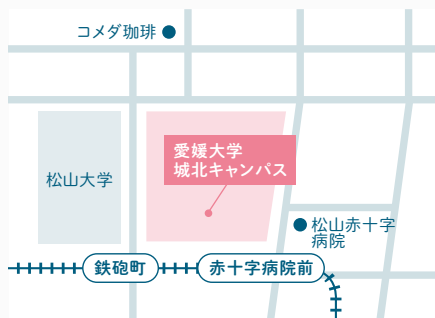 コメダ珈琲
愛媛大学
城北キャンパス
松山大学
松山赤十字
病院
鉄砲町
赤十字病院前